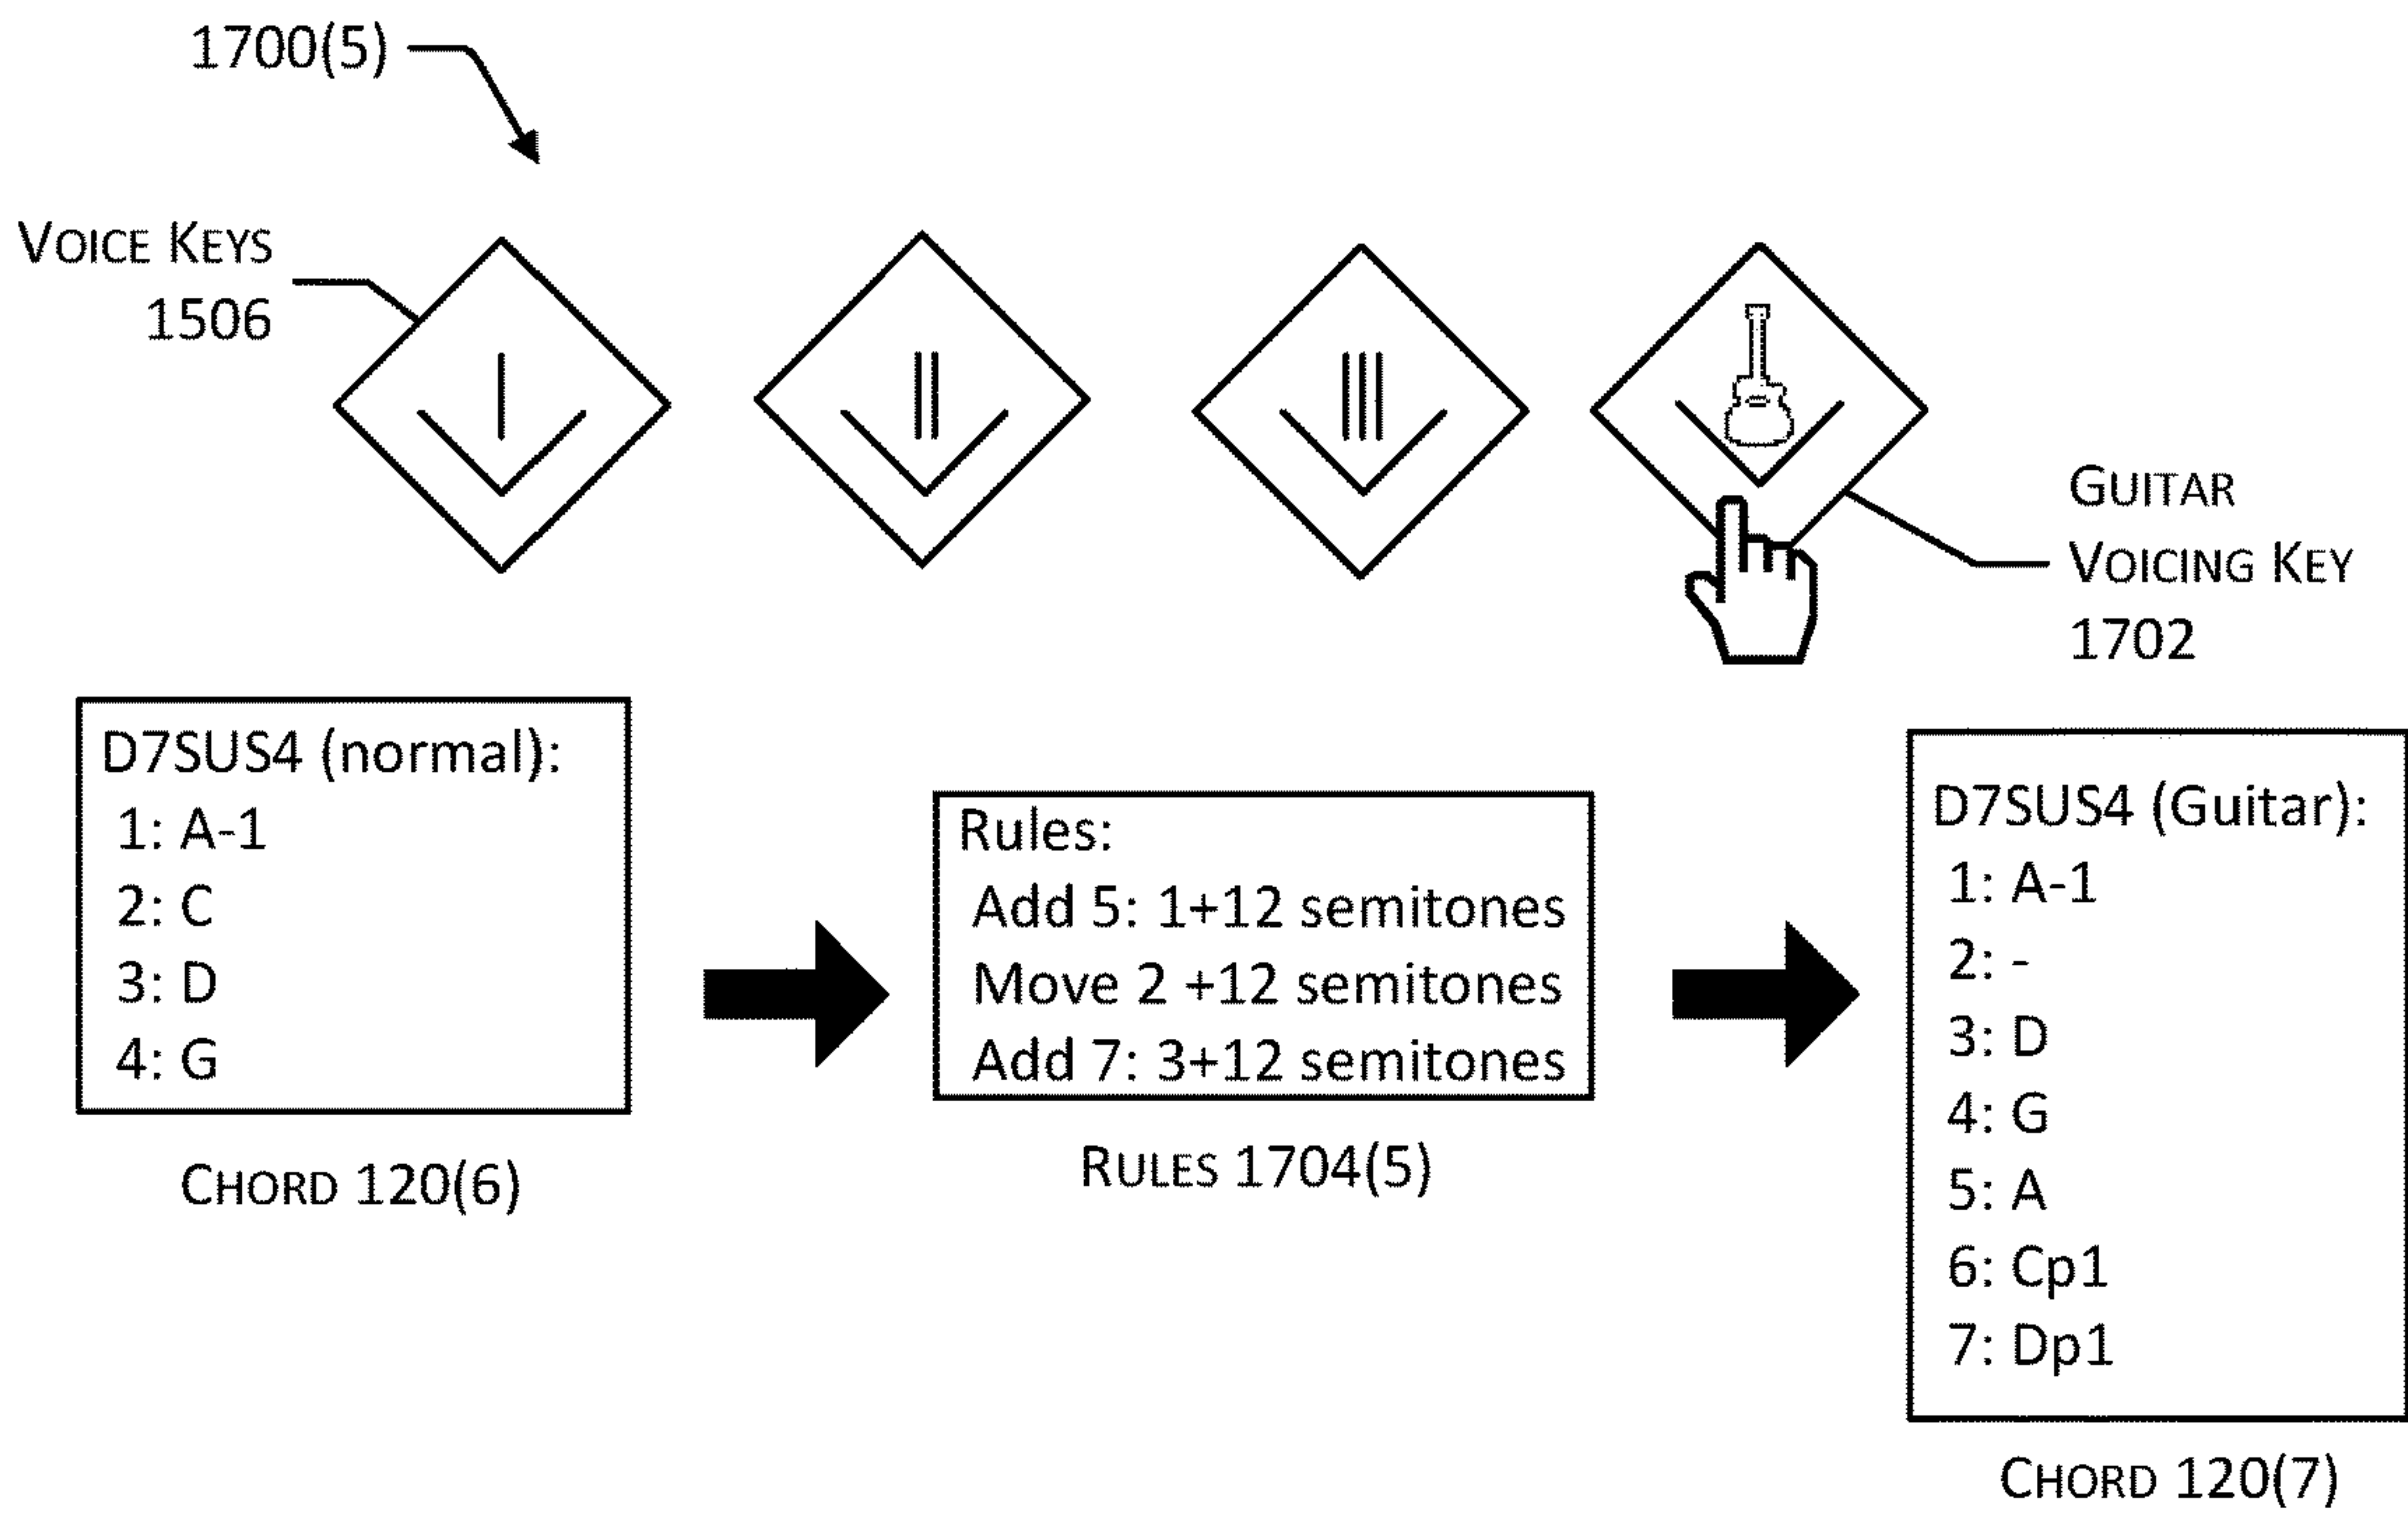 1700(5)
VOICE KEYS
1506
GUITAR
VOICING KEY
1702
D7SUS4 (normal):
1: A-1
2: C
3: D
4: G
CHORD 120(6)
Rules:
Add 5: 1+12 semitones
Move 2 +12 semitones
Add 7: 3+12 semitones
RULES 1704(5)
D7SUS4 (Guitar):
1: A-1
2: -
3: D
4: G
5: A
6: Cp1
7: Dp1
CHORD 120(7)